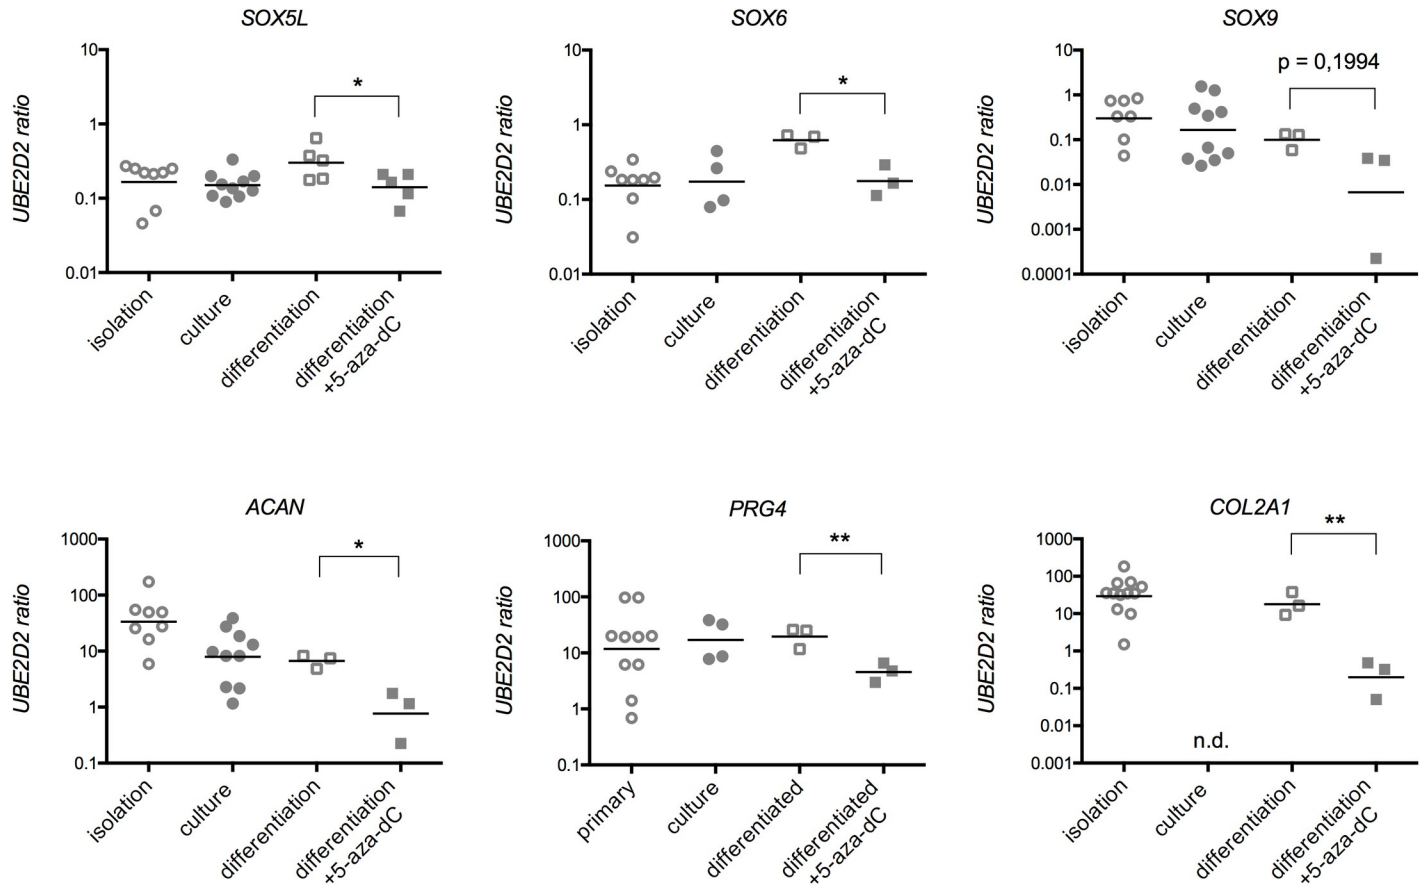 SOX5L
UBE2D2 ratio
10
1
0.1
0.01
*
isolation
culture
differentiation
differentiation
+5-aza-dC
SOX6
UBE2D2 ratio
10
1
0.1
0.01
*
isolation
culture
differentiation
differentiation
+5-aza-dC
SOX9
UBE2D2 ratio
10
1
0.1
0.01
0.001
0.0001
p = 0,1994
isolation
culture
differentiation
differentiation
+5-aza-dC
ACAN
UBE2D2 ratio
1000
100
10
1
0.1
*
isolation
culture
differentiation
differentiation
+5-aza-dC
PRG4
UBE2D2 ratio
1000
100
10
1
0.1
**
primary
culture
differentiated
differentiated
+5-aza-dC
COL2A1
UBE2D2 ratio
1000
100
10
1
0.1
0.01
0.001
**
n.d.
isolation
culture
differentiation
differentiation
+5-aza-dC